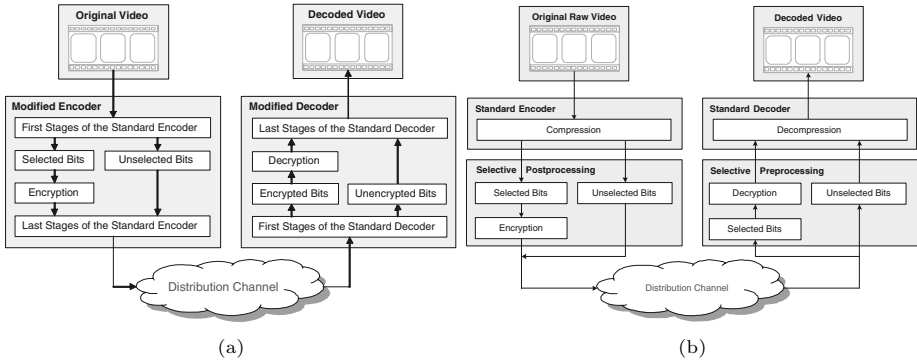 Original Video
Decoded Video
Modified Encoder
First Stages of the Standard Encoder
Selected Bits
Unselected Bits
Encryption
Last Stages of the Standard Encoder
Modified Decoder
Last Stages of the Standard Decoder
Decryption
Encrypted Bits
Unencrypted Bits
First Stages of the Standard Decoder
Distribution Channel
(a)
Original Raw Video
Decoded Video
Standard Encoder
Compression
Selective Postprocessing
Selected Bits
Unselected Bits
Encryption
Standard Decoder
Decompression
Selective Preprocessing
Decryption
Unselected Bits
Selected Bits
Distribution Channel
(b)